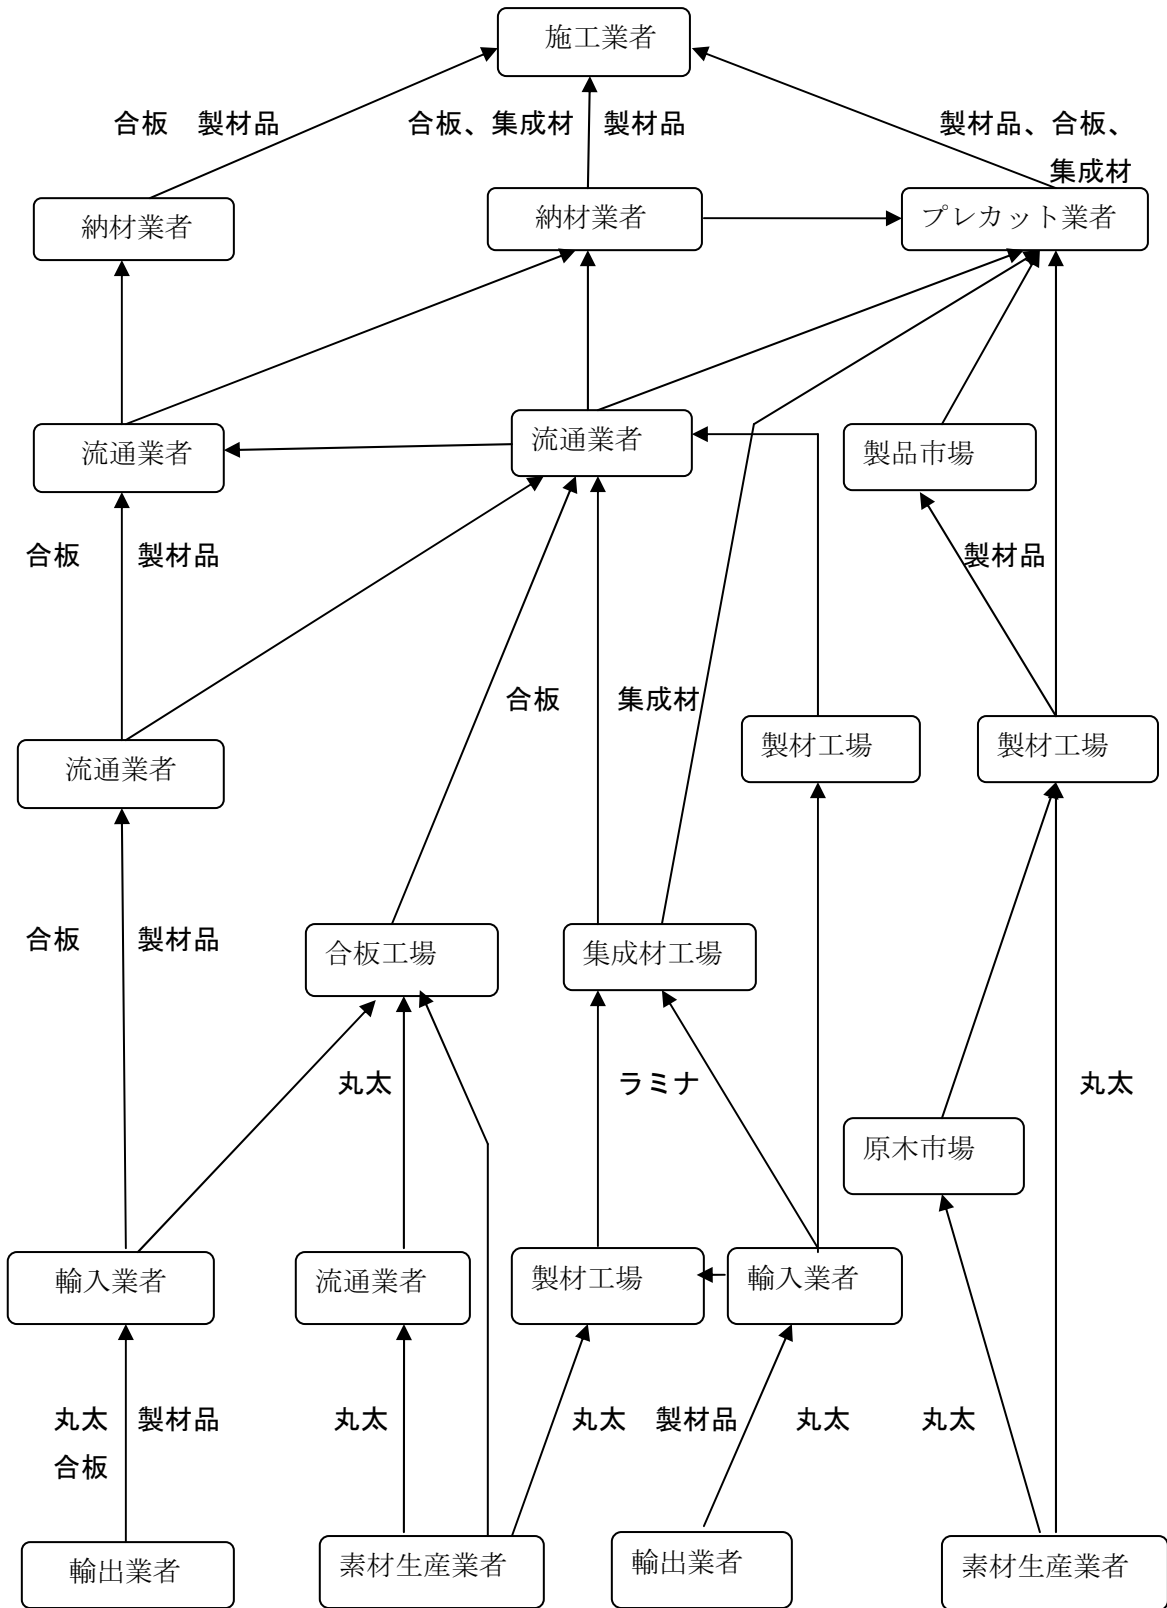 施工業者
合板　製材品
合板、集成材
製材品
製材品、合板、
集成材
納材業者
納材業者
プレカット業者
流通業者
流通業者
製品市場
合板
製材品
製材品
合板
集成材
流通業者
製材工場
製材工場
合板
製材品
合板工場
集成材工場
丸太
ラミナ
丸太
原木市場
輸入業者
流通業者
製材工場
輸入業者
丸太
製材品
丸太
丸太
製材品
丸太
丸太
合板
輸出業者
素材生産業者
輸出業者
素材生産業者